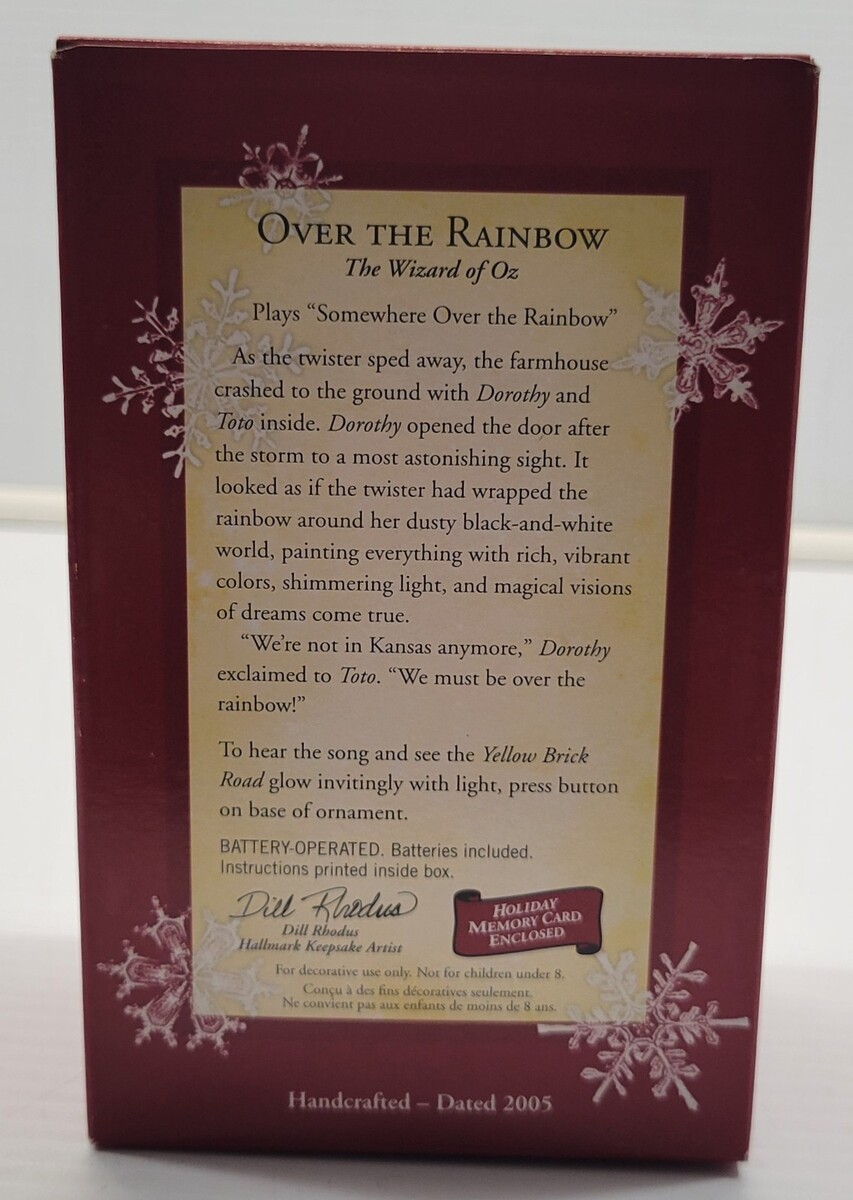 OVER THE RAINBOW
The Wizard of Oz
Plays “Somewhere Over the Rainbow”
As the twister sped away, the farmhouse
crashed to the ground with Dorothy and
Toto inside. Dorothy opened the door after
the storm to a most astonishing sight. It
looked as if the twister had wrapped the
rainbow around her dusty black-and-white
world, painting everything with rich, vibrant
colors, shimmering light, and magical visions
of dreams come true.
“We’re not in Kansas anymore,” Dorothy
exclaimed to Toto. “We must be over the
rainbow!”
To hear the song and see the Yellow Brick
Road glow invitingly with light, press button
on base of ornament.
BATTERY-OPERATED. Batteries included.
Instructions printed inside box.
Dill Rhodus
Dill Rhodus
Hallmark Keepsake Artist
HOLIDAY
MEMORY CARD
ENCLOSED
For decorative use only. Not for children under 8.
Conçu à des fins décoratives seulement.
Ne convient pas aux enfants de moins de 8 ans.
Handcrafted – Dated 2005